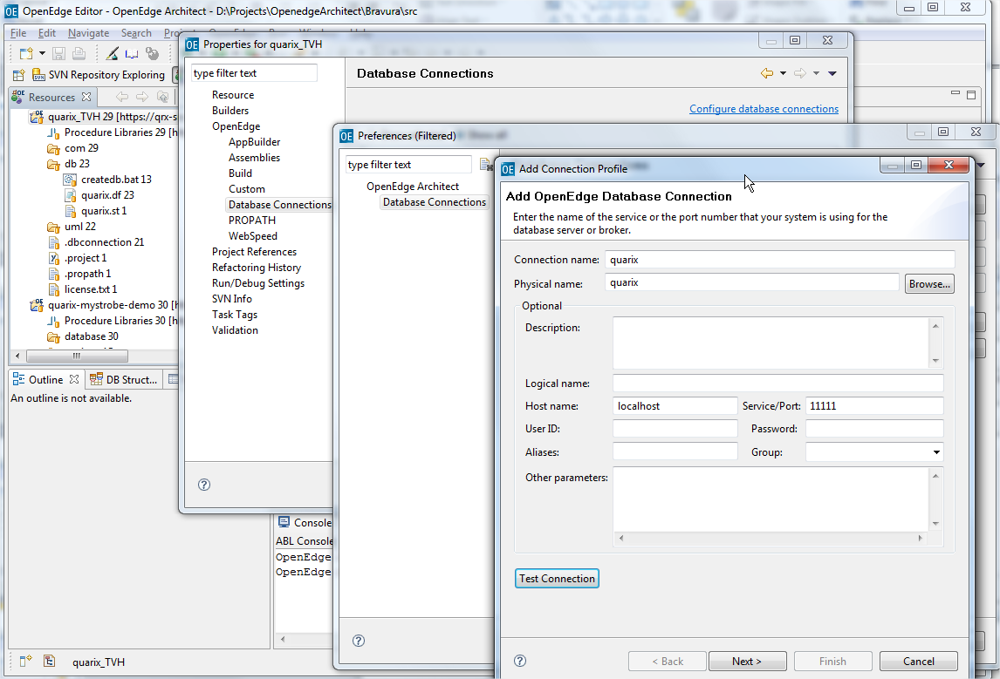 OpenEdge Editor - OpenEdge Architect - D:\Projects\OpenedgeArchitect\Bravura\src
File Edit Navigate Search
SVN Repository Exploring
Resources
quarix_TVH 29 [https://qrx-s
Procedure Libraries 29 [h
com 29
db 23
createdb.bat 13
quarix.df 23
quarix.st 1
uml 22
.dbconnection 21
.project 1
.propath 1
license.txt 1
quarix-mystrobe-demo 30 [h
Procedure Libraries 30 [h
database 30
Outline
DB Struct...
An outline is not available.
quarix_TVH
Console
ABL Console
OpenEdge
OpenEdge
Properties for quarix_TVH
type filter text
Resource
Builders
OpenEdge
AppBuilder
Assemblies
Build
Custom
Database Connections
PROPATH
WebSpeed
Project References
Refactoring History
Run/Debug Settings
SVN Info
Task Tags
Validation
Database Connections
Configure database connections
Preferences (Filtered)
type filter text
OpenEdge Architect
Database Connections
Add Connection Profile
Add OpenEdge Database Connection
Enter the name of the service or the port number that your system is using for the
database server or broker.
Connection name: quarix
Physical name: quarix Browse...
Optional
Description:
Logical name:
Host name: localhost Service/Port: 11111
User ID: Password:
Aliases: Group:
Other parameters:
Test Connection
< Back Next > Finish Cancel